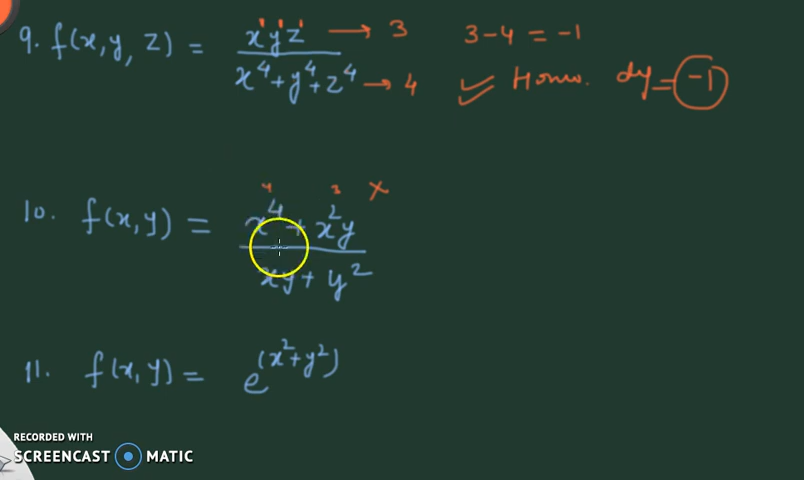 9. f(x, y, z) = x'y'z' / x⁴+y⁴+z⁴ → 3 → 4 3-4 = -1 ✓ Homo. dy = -1
10. f(x,y) = x⁴ + x²y / xy + y² 4 3 ×
11. f(x,y) = e^(x²+y²)
RECORDED WITH
SCREENCAST MATIC